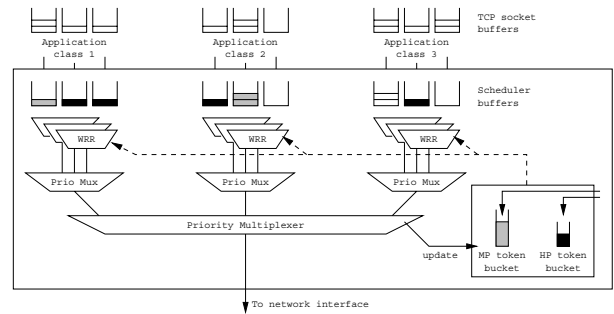 TCP socket
buffers
Application
class 1
Application
class 2
Application
class 3
Scheduler
buffers
WRR
WRR
WRR
Prio Mux
Prio Mux
Prio Mux
Priority Multiplexer
update
MP token
bucket
HP token
bucket
To network interface